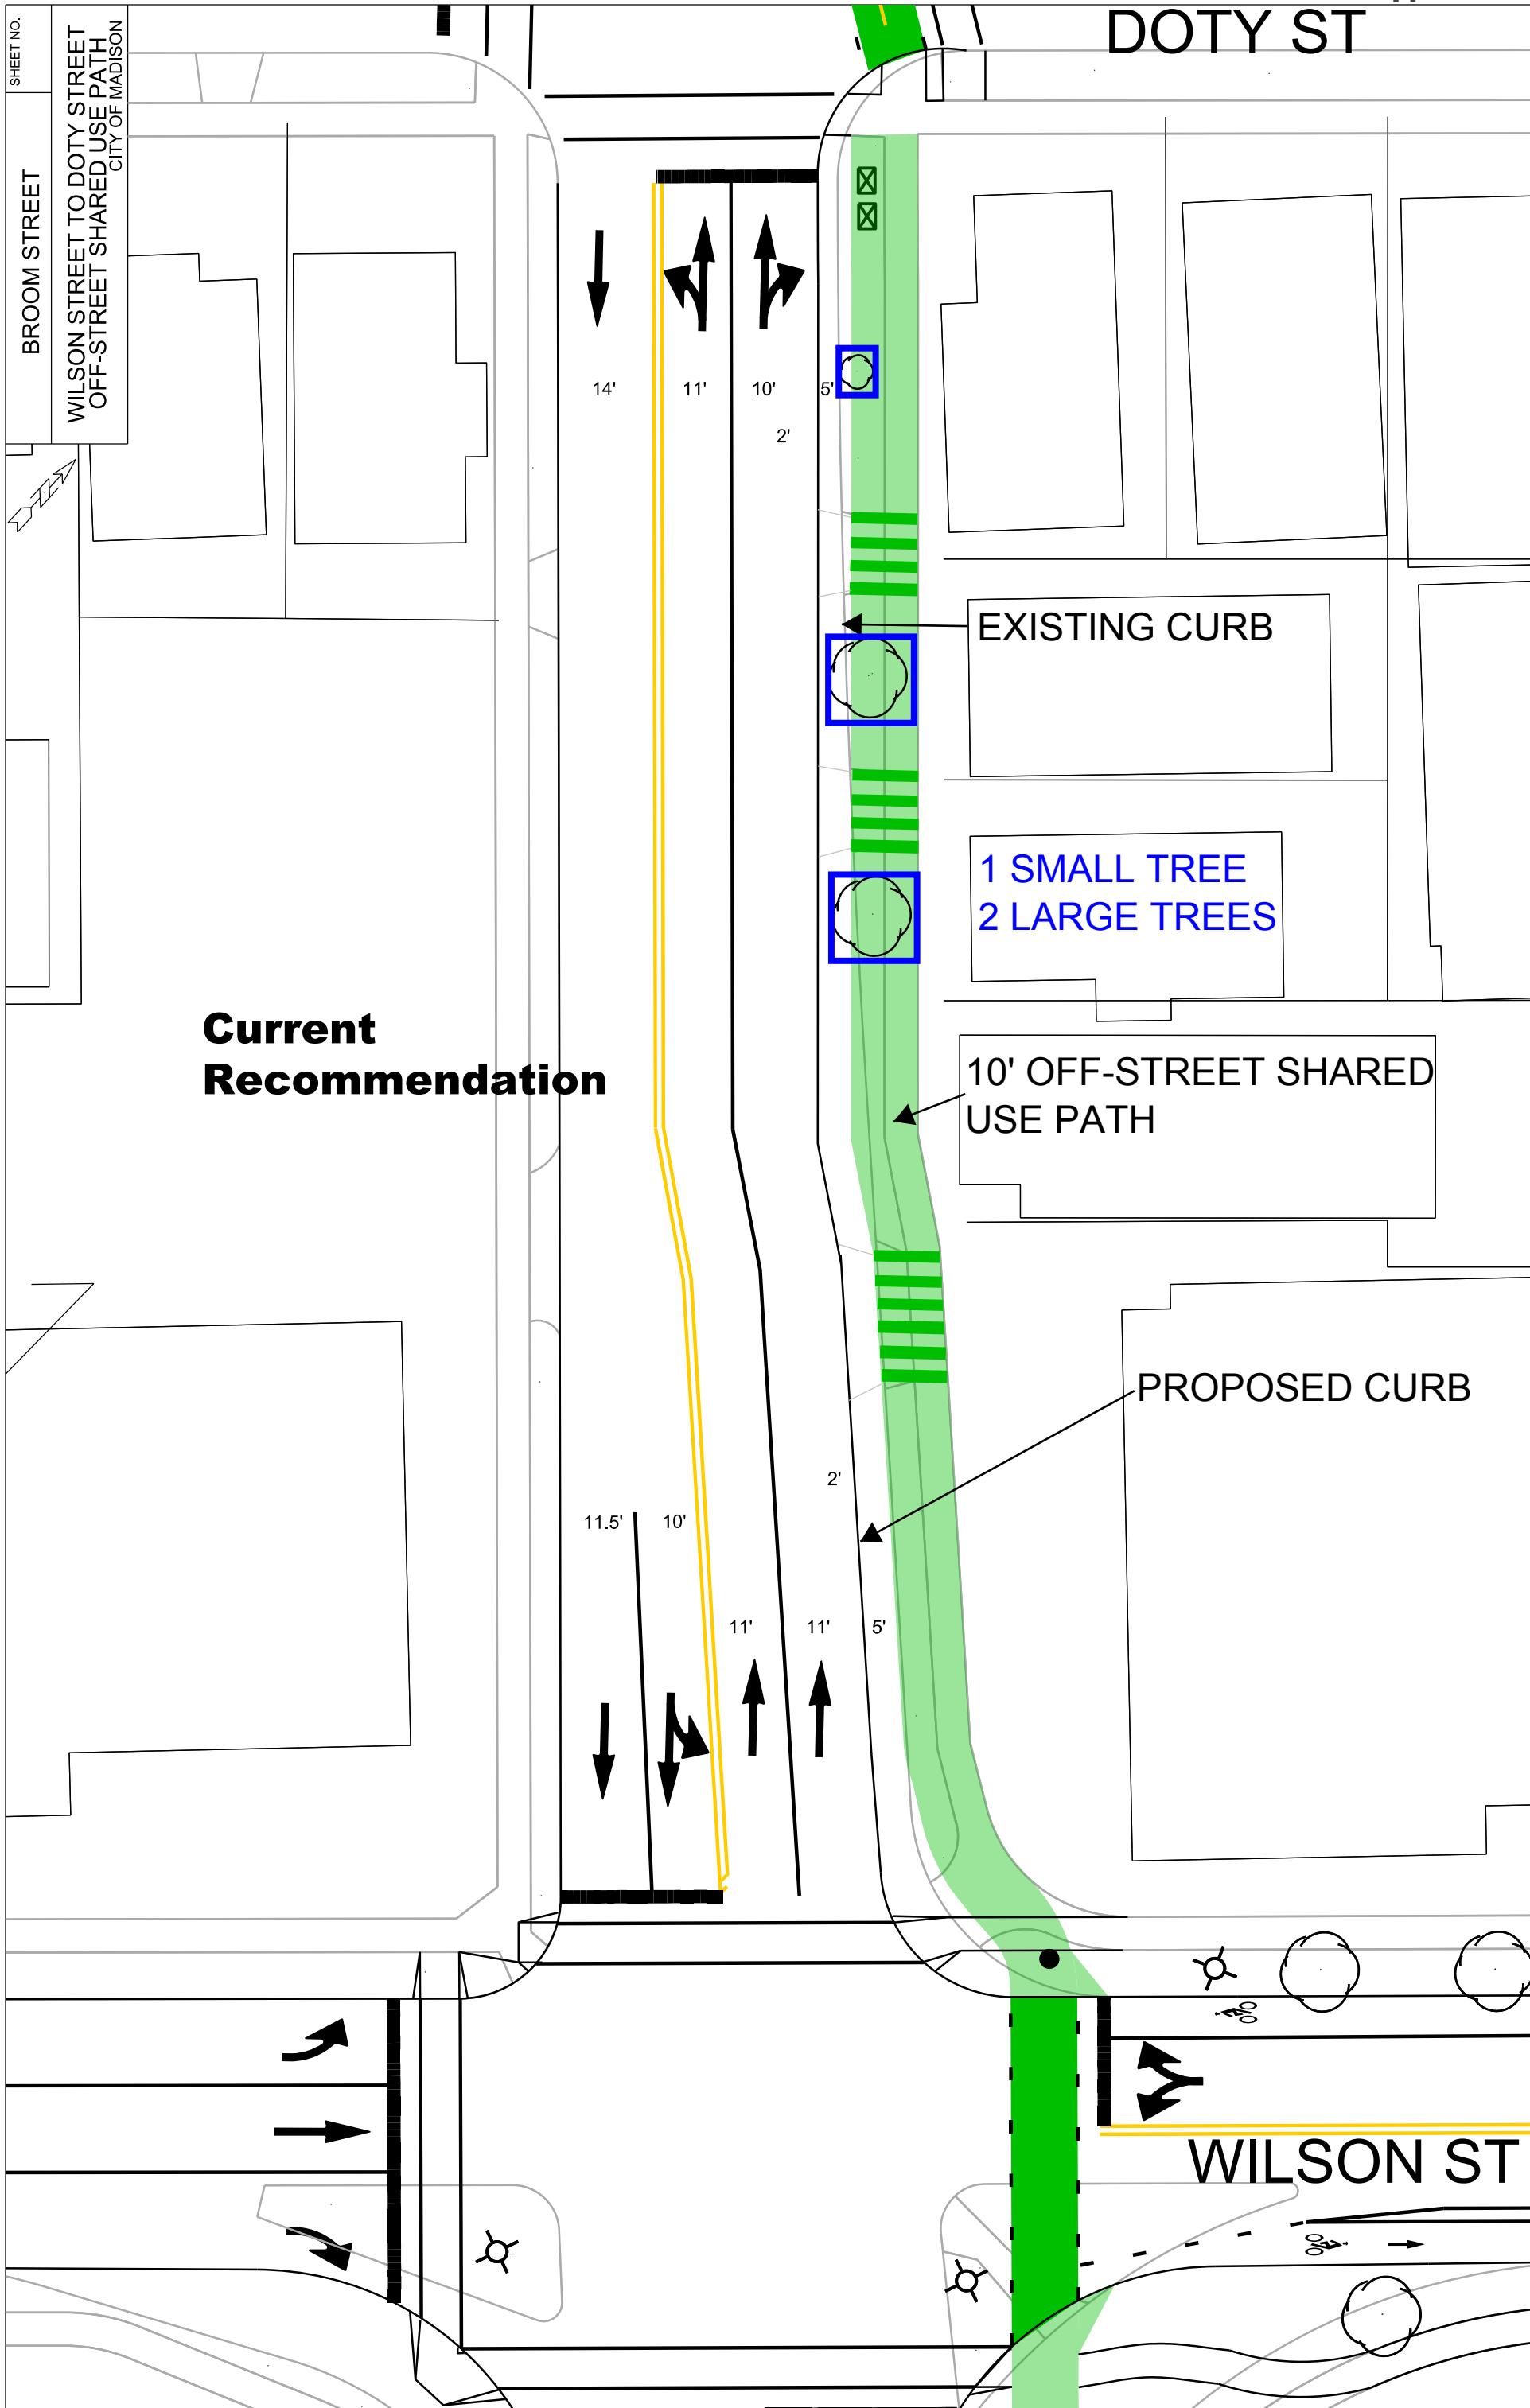 DOTY ST
SHEET NO.
BROOM STREET
WILSON STREET TO DOTY STREET
OFF-STREET SHARED USE PATH
CITY OF MADISON
14'
11'
10'
5'
2'
EXISTING CURB
1 SMALL TREE
2 LARGE TREES
Current
Recommendation
10' OFF-STREET SHARED
USE PATH
PROPOSED CURB
2'
11.5'
10'
11'
11'
5'
WILSON ST